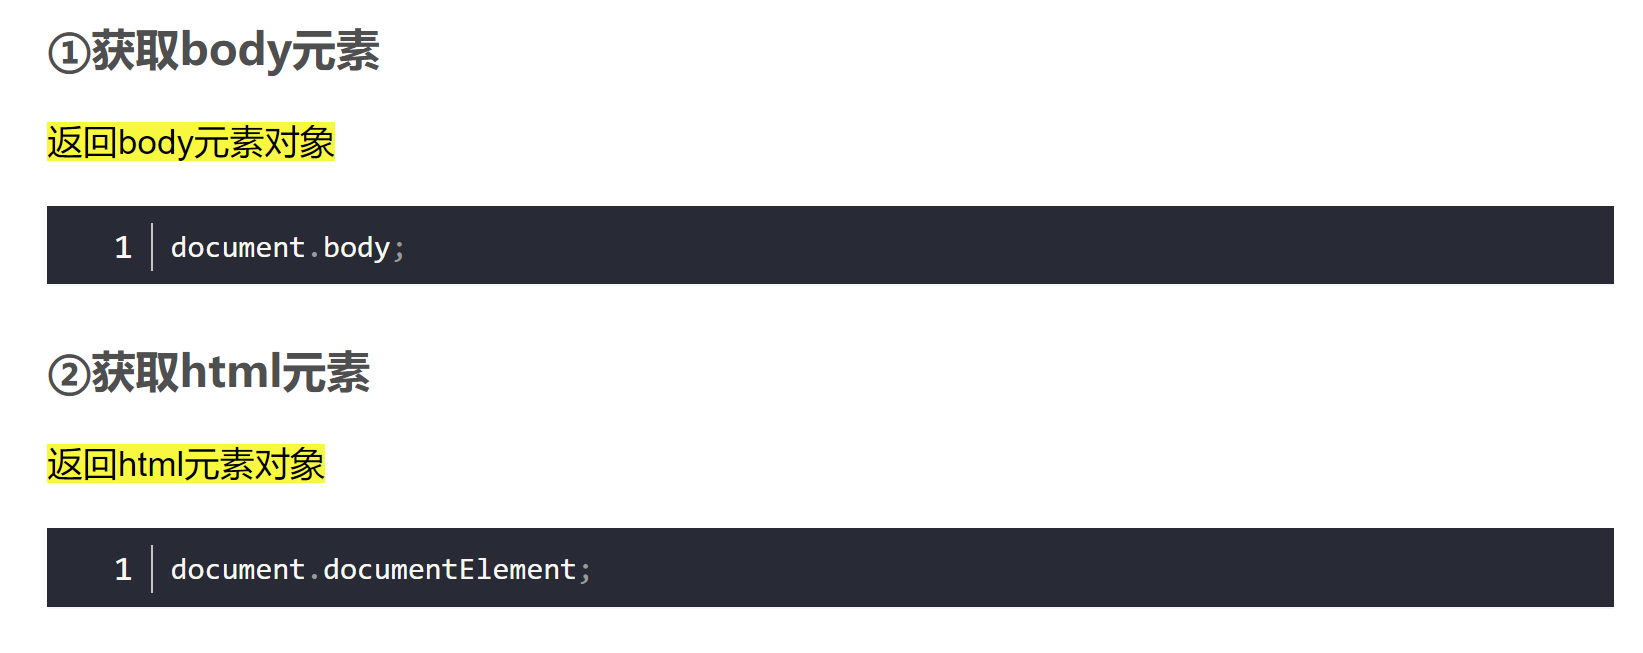 ①获取body元素
返回body元素对象
1 document.body;
②获取html元素
返回html元素对象
1 document.documentElement;